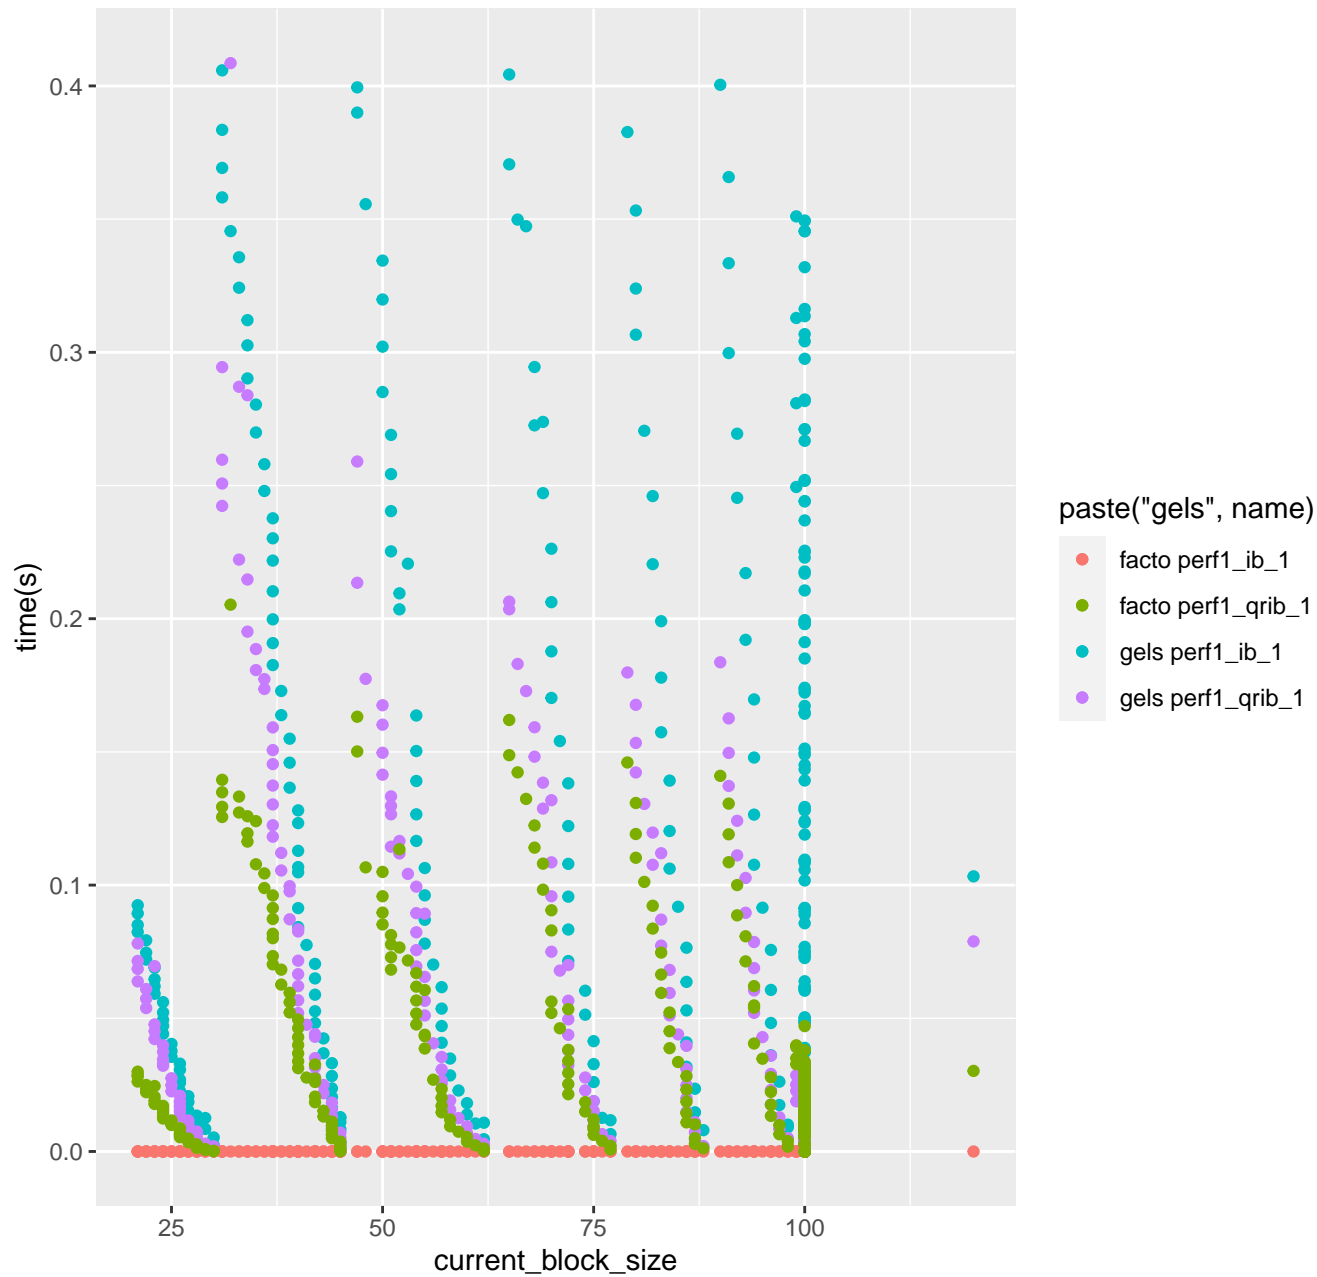 0.4
0.3
0.2
0.1
0.0
time(s)
25
50
75
100
current_block_size
paste("gels", name)
facto perf1_ib_1
facto perf1_qrib_1
gels perf1_ib_1
gels perf1_qrib_1